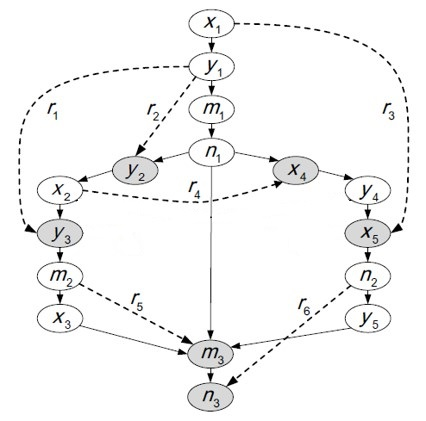 x₁
y₁
r₁
r₂
m₁
r₃
n₁
y₂
x₄
x₂
r₄
y₄
y₃
x₅
m₂
n₂
r₅
r₆
x₃
y₅
m₃
n₃